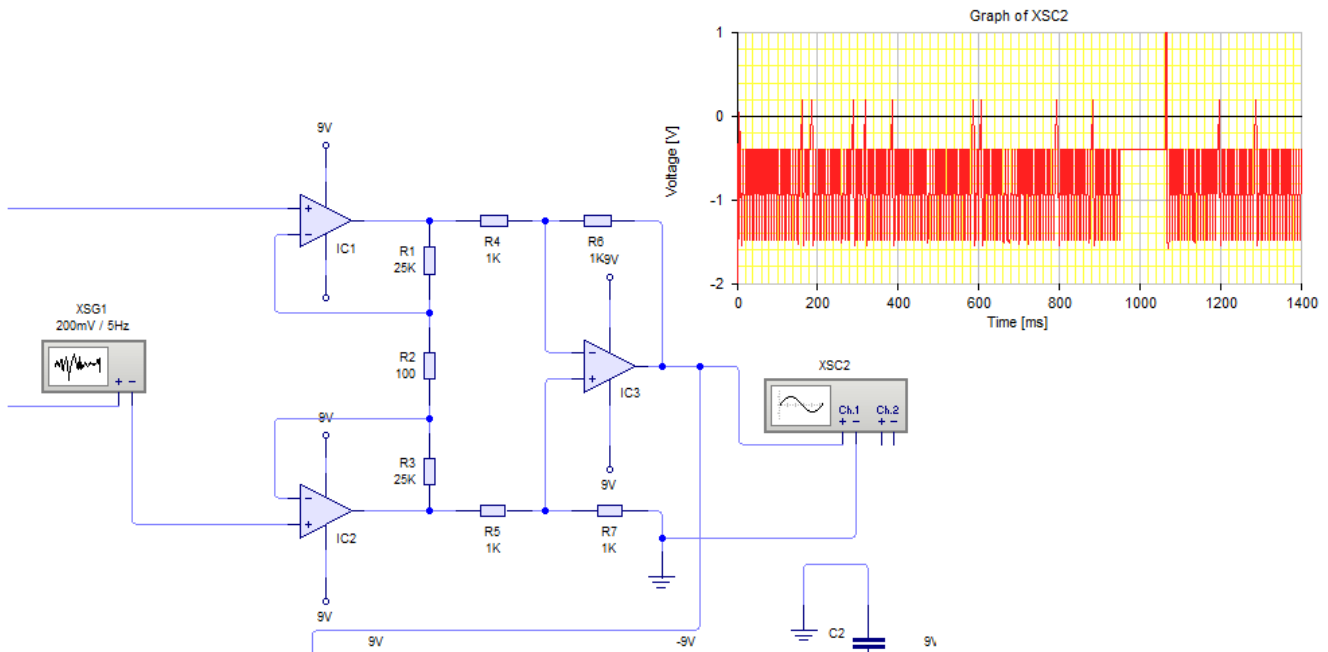 Graph of XSC2
1
0
-1
-2
Voltage [V]
0
200
400
600
800
1000
1200
1400
Time [ms]
9V
+
−
IC1
R1
25K
R4
1K
R6
1K
9V
XSG1
200mV / 5Hz
+ −
R2
100
−
+
IC3
9V
XSC2
Ch.1
Ch.2
+ −
+ −
9V
R3
25K
−
+
IC2
R5
1K
R7
1K
9V
9V
-9V
C2